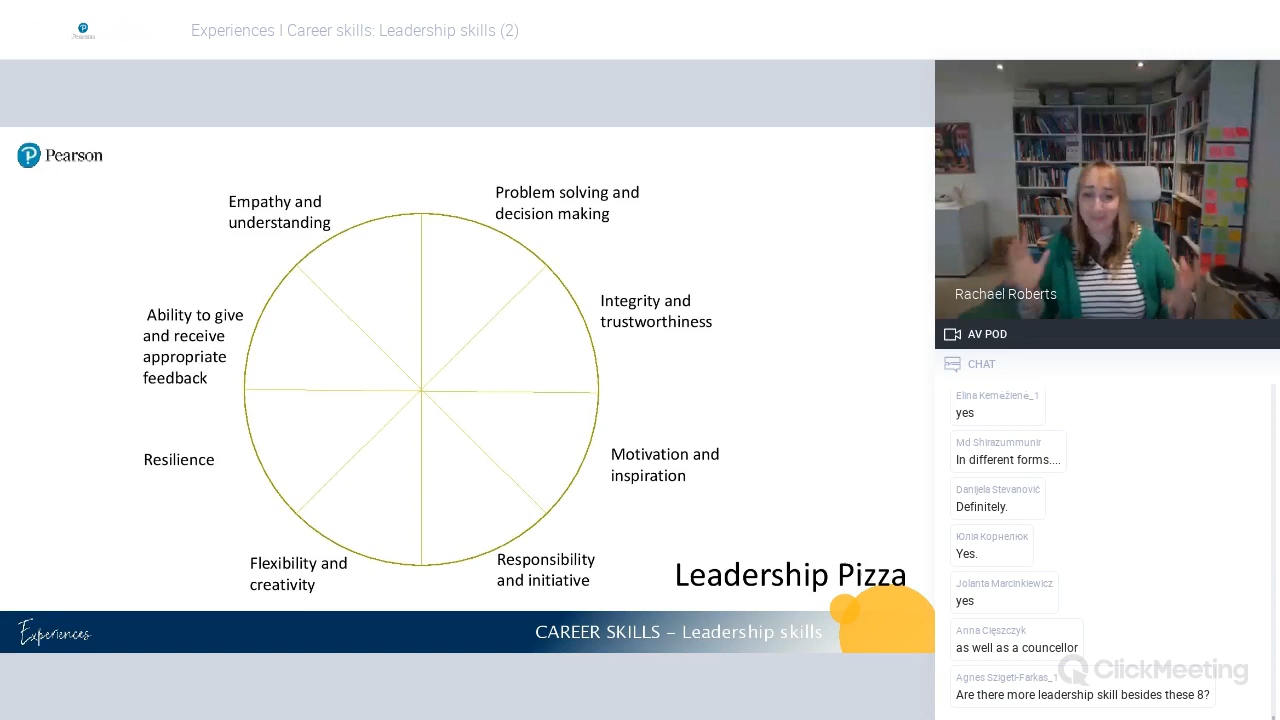 Experiences I Career skills: Leadership skills (2)
Pearson
Empathy and
understanding
Problem solving and
decision making
Ability to give
and receive
appropriate
feedback
Integrity and
trustworthiness
Resilience
Motivation and
inspiration
Flexibility and
creativity
Responsibility
and initiative
Leadership Pizza
Experiences
CAREER SKILLS – Leadership skills
Rachael Roberts
AV POD
CHAT
Elina Kernėžienė_1
yes
Md Shirazummunir
In different forms....
Danijela Stevanović
Definitely.
Юлія Корнелюк
Yes.
Jolanta Marcinkiewicz
yes
Anna Cięszczyk
as well as a councellor
ClickMeeting
Agnes Szigeti-Farkas_1
Are there more leadership skill besides these 8?